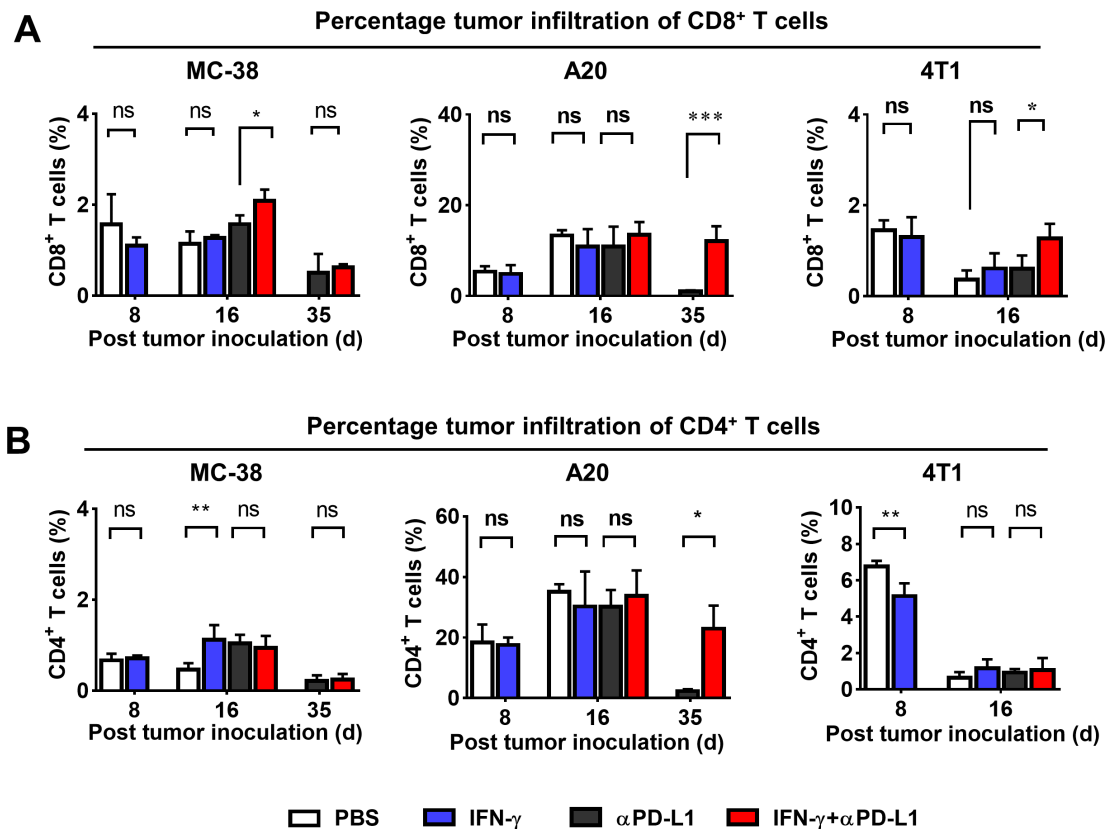 A
Percentage tumor infiltration of CD8⁺ T cells
MC-38
A20
4T1
CD8⁺ T cells (%)
4
2
0
ns
ns
*
ns
8
16
35
Post tumor inoculation (d)
CD8⁺ T cells (%)
40
20
0
ns
ns
ns
***
8
16
35
Post tumor inoculation (d)
CD8⁺ T cells (%)
4
2
0
ns
ns
*
8
16
Post tumor inoculation (d)
B
Percentage tumor infiltration of CD4⁺ T cells
MC-38
A20
4T1
CD4⁺ T cells (%)
4
2
0
ns
**
ns
ns
8
16
35
Post tumor inoculation (d)
CD4⁺ T cells (%)
60
40
20
0
ns
ns
ns
*
8
16
35
Post tumor inoculation (d)
CD4⁺ T cells (%)
10
8
6
4
2
0
**
ns
ns
8
16
Post tumor inoculation (d)
PBS IFN-γ αPD-L1 IFN-γ+αPD-L1